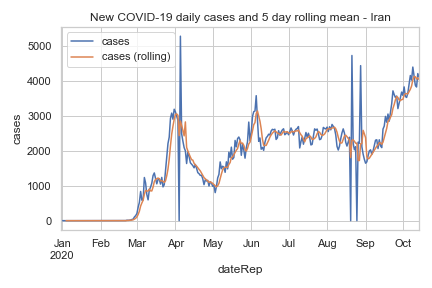 New COVID-19 daily cases and 5 day rolling mean - Iran
cases
cases (rolling)
5000
4000
3000
2000
1000
0
cases
Jan Feb Mar Apr May Jun Jul Aug Sep Oct
2020
dateRep